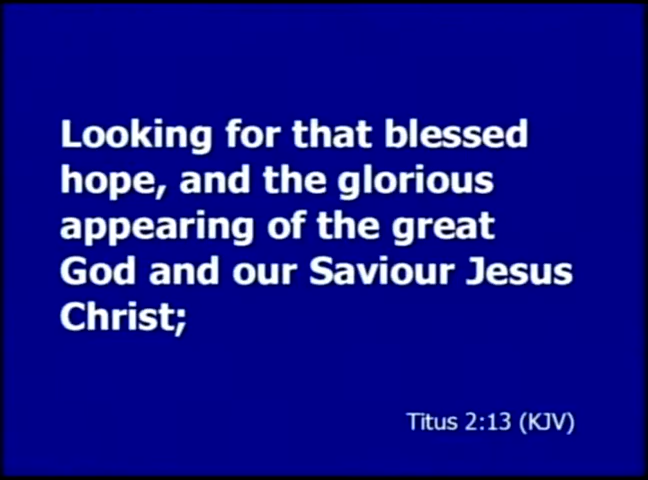 Looking for that blessed
hope, and the glorious
appearing of the great
God and our Saviour Jesus
Christ;
Titus 2:13 (KJV)